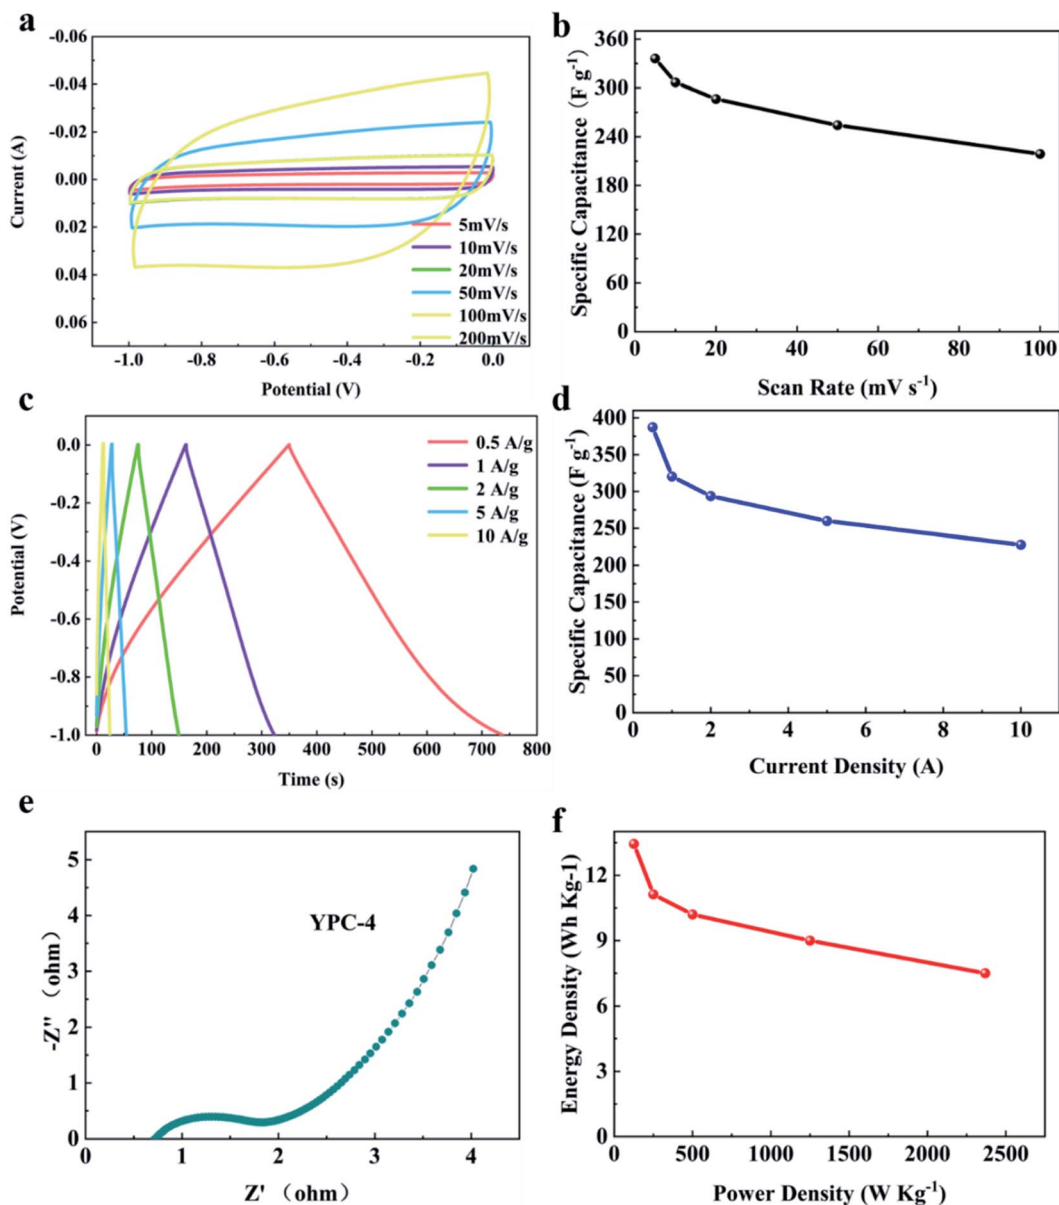 a
-0.06
-0.04
-0.02
0.00
0.02
0.04
0.06
Current (A)
-1.0 -0.8 -0.6 -0.4 -0.2 0.0
Potential (V)
5mV/s
10mV/s
20mV/s
50mV/s
100mV/s
200mV/s
b
360
300
240
180
120
60
0
Specific Capacitance (F g-1)
0 20 40 60 80 100
Scan Rate (mV s-1)
c
0.0
-0.2
-0.4
-0.6
-0.8
-1.0
Potential (V)
0 100 200 300 400 500 600 700 800
Time (s)
0.5 A/g
1 A/g
2 A/g
5 A/g
10 A/g
d
400
350
300
250
200
150
100
50
0
Specific Capacitance (F g-1)
0 2 4 6 8 10
Current Density (A)
e
5
4
3
2
1
0
-Z" (ohm)
YPC-4
0 1 2 3 4
Z' (ohm)
f
12
9
6
3
0
Energy Density (Wh Kg-1)
0 500 1000 1500 2000 2500
Power Density (W Kg-1)